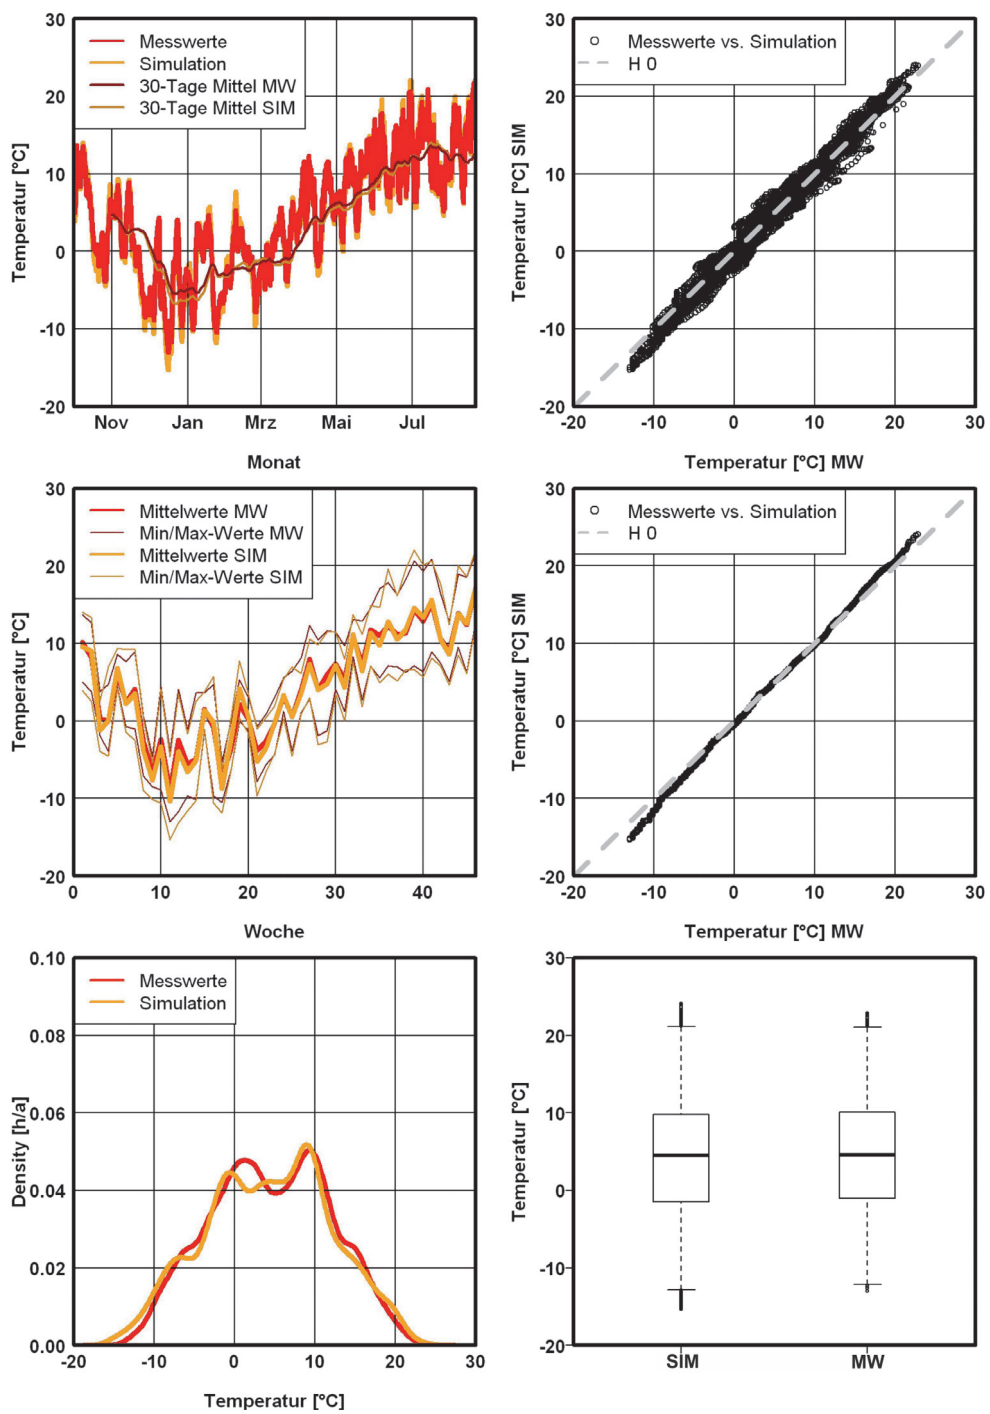 30
20
10
0
-10
-20
Temperatur [°C]
Messwerte
Simulation
30-Tage Mittel MW
30-Tage Mittel SIM
Nov Jan Mrz Mai Jul
Monat
30
20
10
0
-10
-20
Temperatur [°C] SIM
Messwerte vs. Simulation
H 0
-20 -10 0 10 20 30
Temperatur [°C] MW
30
20
10
0
-10
-20
Temperatur [°C]
Mittelwerte MW
Min/Max-Werte MW
Mittelwerte SIM
Min/Max-Werte SIM
0 10 20 30 40
Woche
30
20
10
0
-10
-20
Temperatur [°C] SIM
Messwerte vs. Simulation
H 0
-20 -10 0 10 20 30
Temperatur [°C] MW
0.10
0.08
0.06
0.04
0.02
0.00
Density [h/a]
Messwerte
Simulation
-20 -10 0 10 20 30
Temperatur [°C]
30
20
10
0
-10
-20
Temperatur [°C]
SIM MW